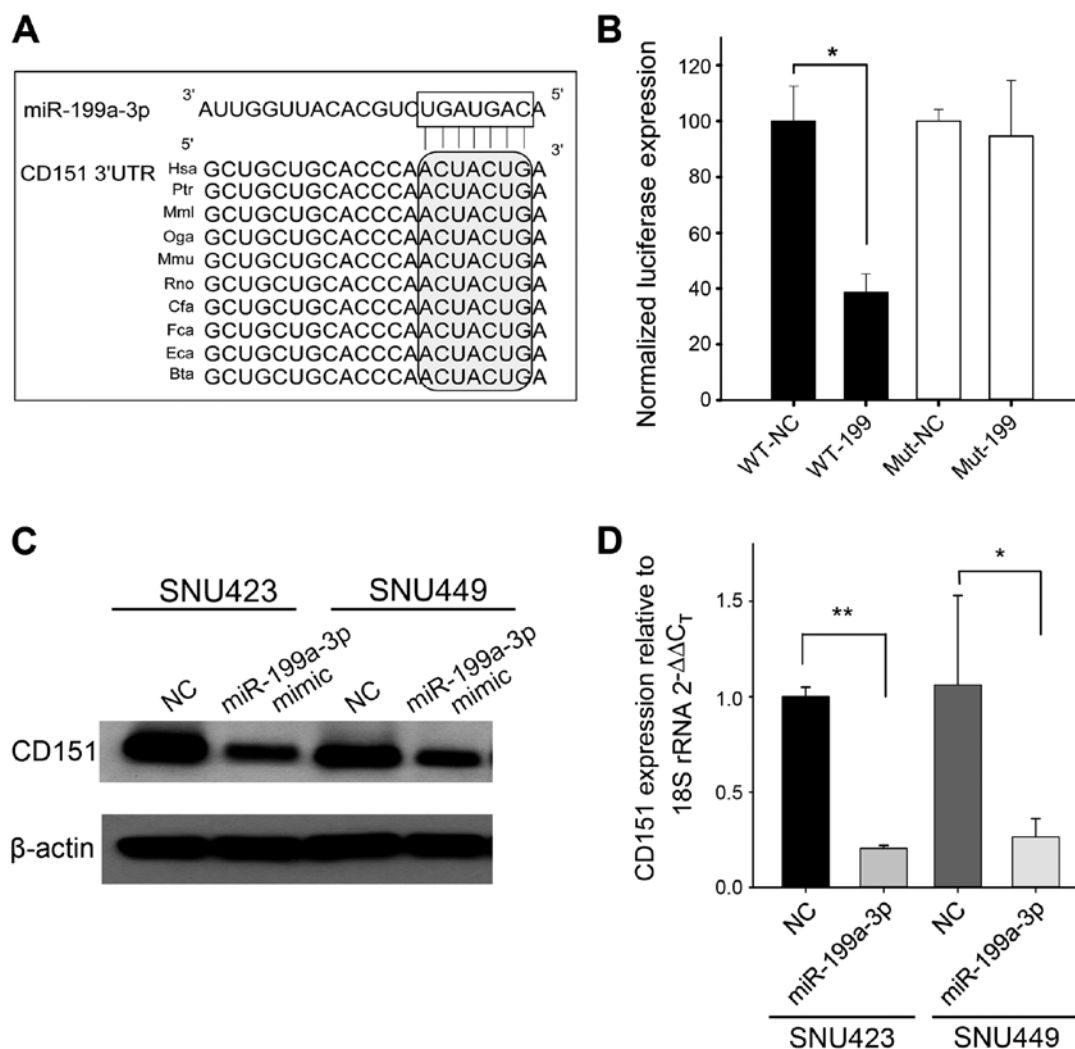 A
3' 5'
miR-199a-3p AUUGGUUACACGUCUGAUGACA
5' 3'
CD151 3'UTR
Hsa GCUGCUGCACCCAACUACUGA
Ptr GCUGCUGCACCCAACUACUGA
Mml GCUGCUGCACCCAACUACUGA
Oga GCUGCUGCACCCAACUACUGA
Mmu GCUGCUGCACCCAACUACUGA
Rno GCUGCUGCACCCAACUACUGA
Cfa GCUGCUGCACCCAACUACUGA
Fca GCUGCUGCACCCAACUACUGA
Eca GCUGCUGCACCCAACUACUGA
Bta GCUGCUGCACCCAACUACUGA
B
Normalized luciferase expression
120
100
80
60
40
20
0
*
WT-NC
WT-199
Mut-NC
Mut-199
C
SNU423 SNU449
NC
miR-199a-3p
mimic
NC
miR-199a-3p
mimic
CD151
β-actin
D
CD151 expression relative to
18S rRNA 2-ΔΔCT
1.5
1.0
0.5
0.0
**
*
NC
miR-199a-3p
NC
miR-199a-3p
SNU423 SNU449